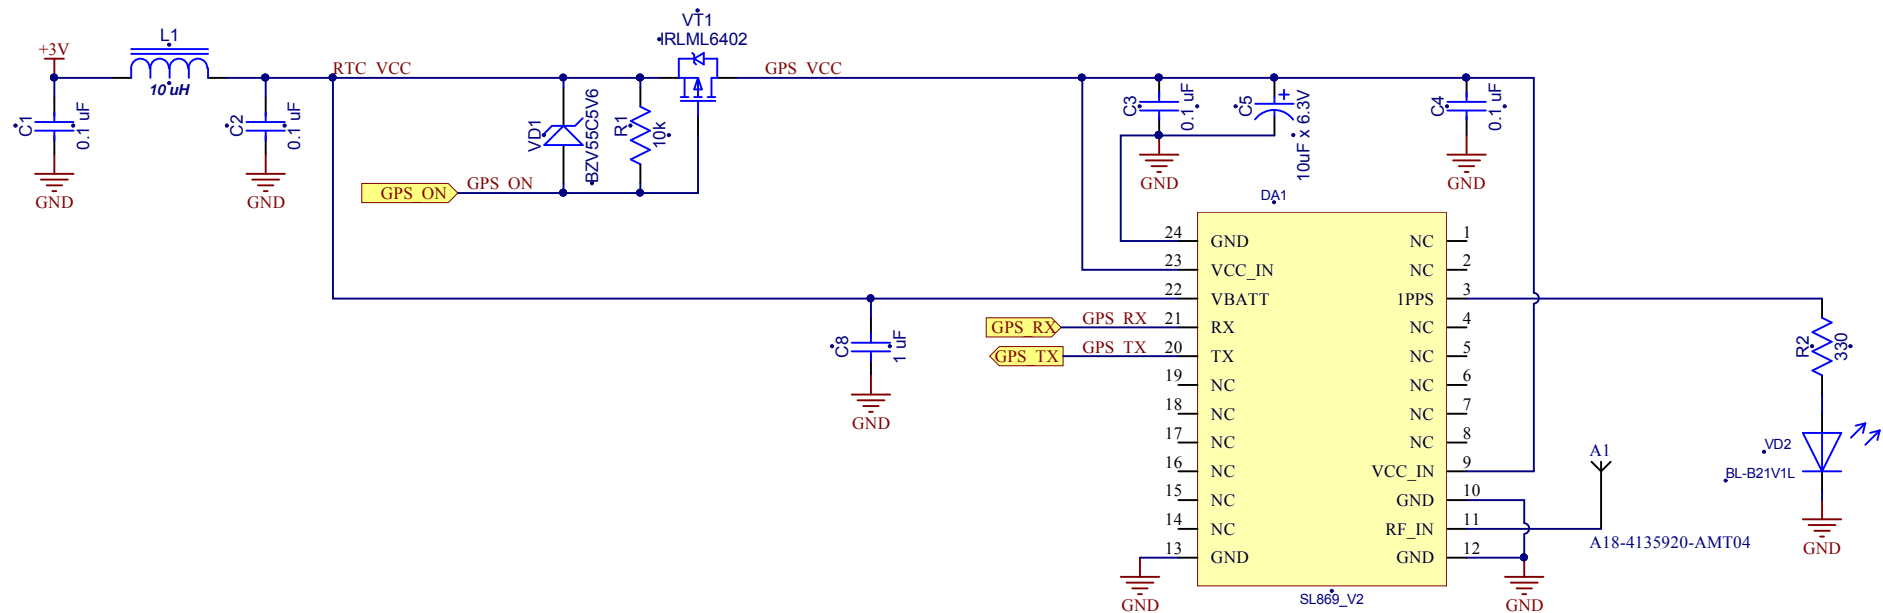 +3V
L1
10 uH
C1
0.1 uF
GND
C2
0.1 uF
GND
RTC_VCC
VT1
IRLML6402
GPS_VCC
VD1
BZV55C5V6
R1
10k
GPS_ON
GPS_ON
C3
0.1 uF
GND
C5
+
10uF x 6.3V
C4
0.1 uF
GND
DA1
24 GND
23 VCC_IN
22 VBATT
21 RX
20 TX
19 NC
18 NC
17 NC
16 NC
15 NC
14 NC
13 GND
NC 1
NC 2
1PPS 3
NC 4
NC 5
NC 6
NC 7
NC 8
VCC_IN 9
GND 10
RF_IN 11
GND 12
SL869_V2
GPS_RX
GPS_RX
GPS_TX
GPS_TX
C8
1 uF
GND
GND
GND
A1
A18-4135920-AMT04
R2
330
VD2
BL-B21V1L
GND